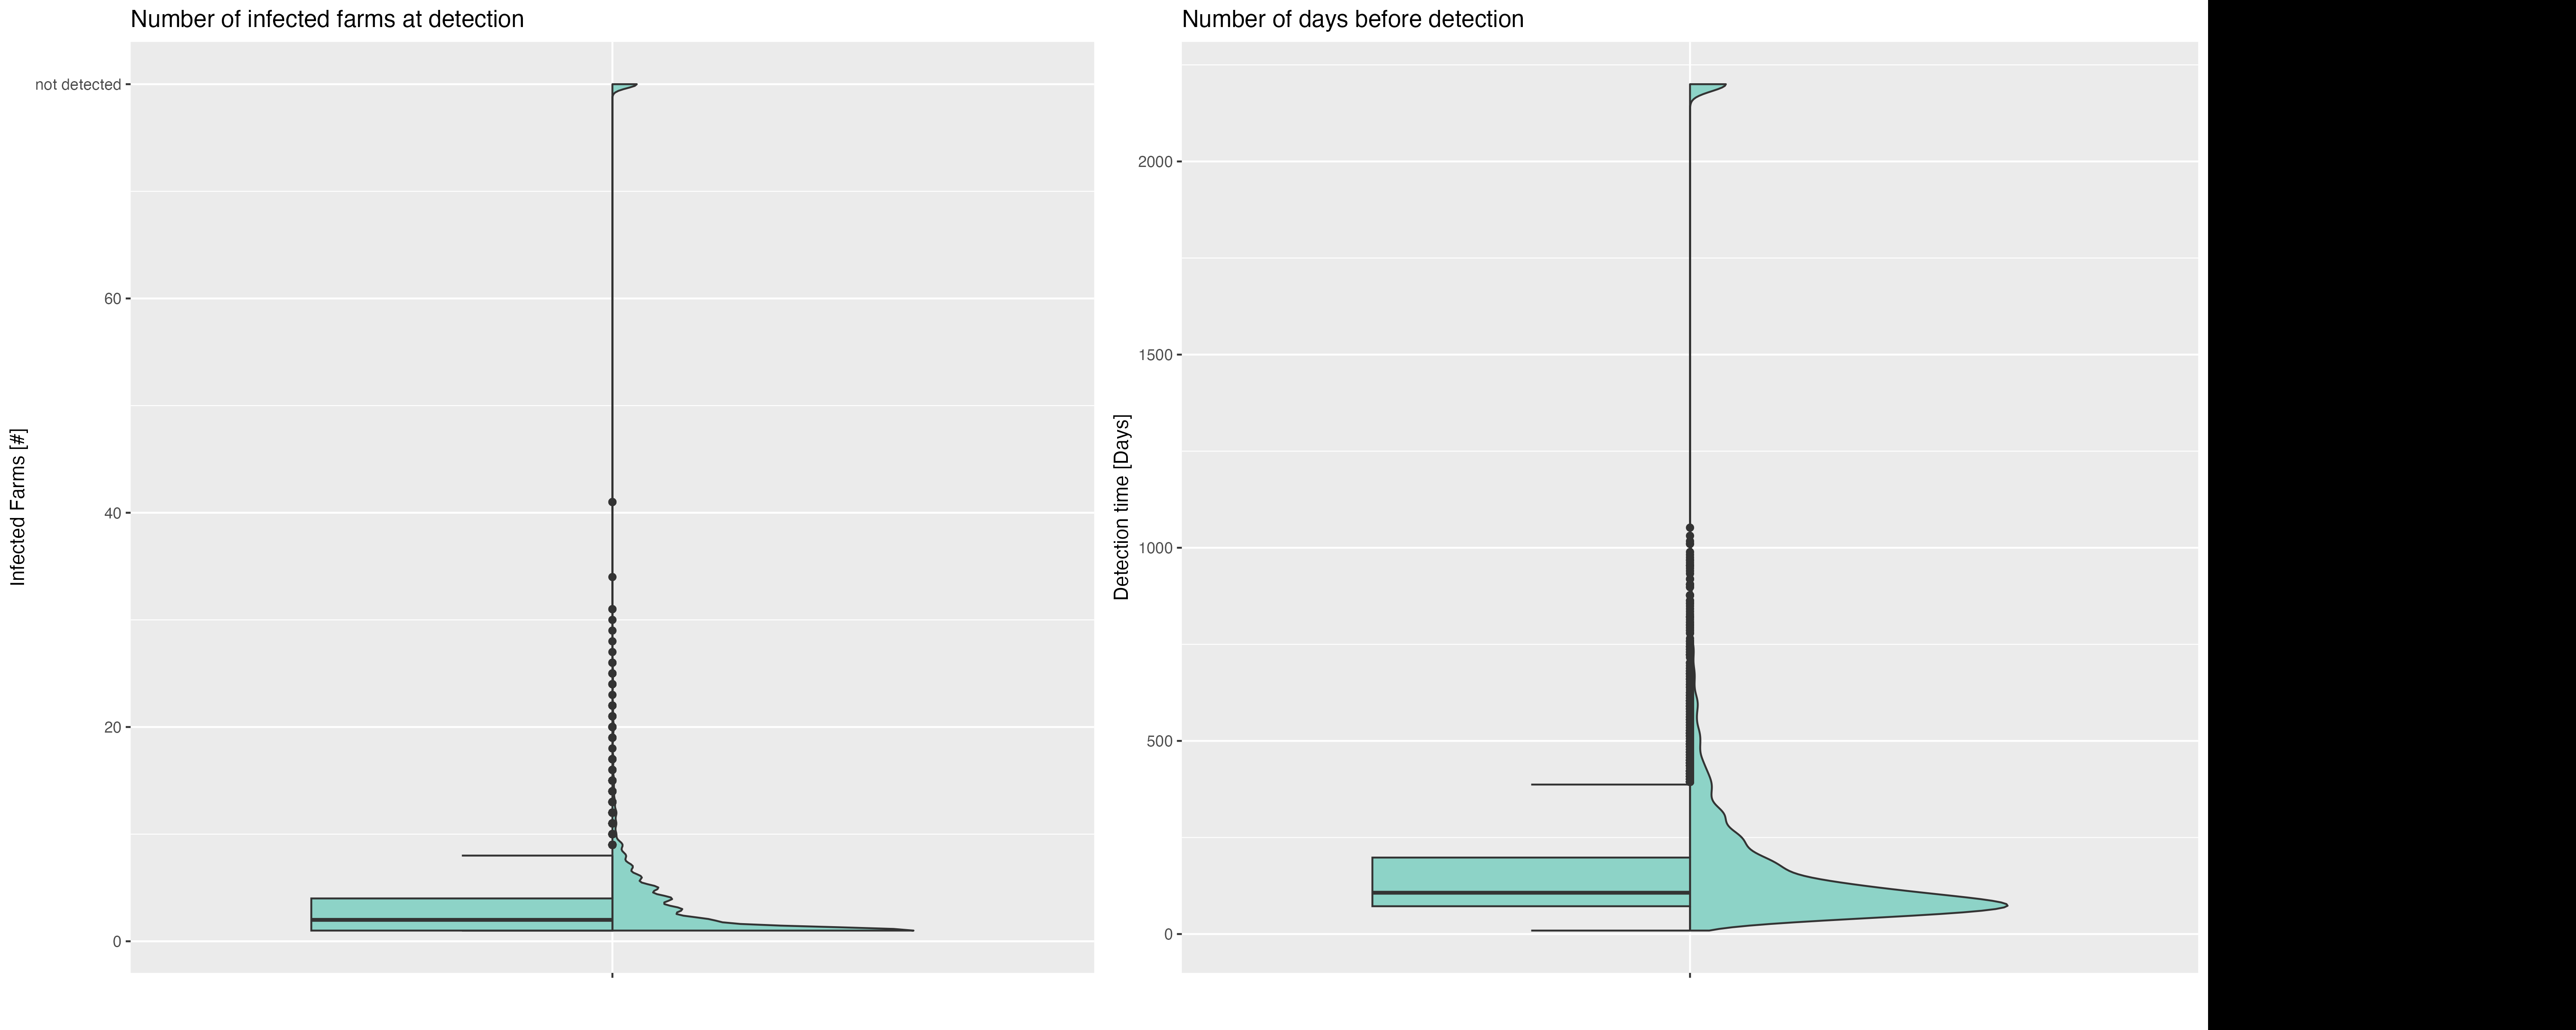 Number of infected farms at detection
not detected
60
40
20
0
Infected Farms [#]
Number of days before detection
2000
1500
1000
500
0
Detection time [Days]